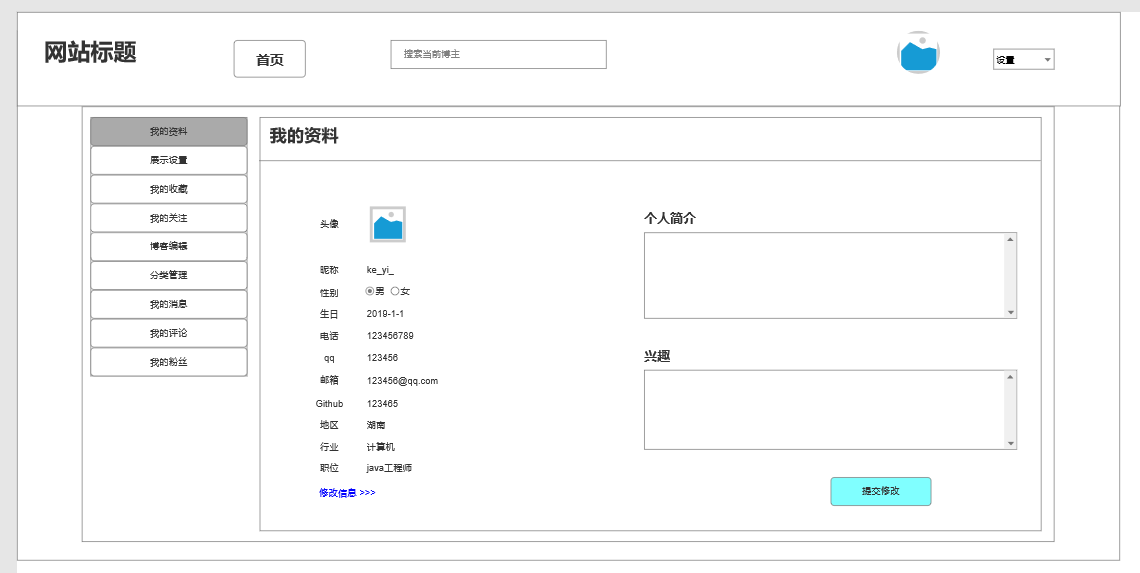 网站标题
首页
搜索当前博主
设置
我的资料
展示设置
我的收藏
我的关注
博客编辑
分类管理
我的消息
我的评论
我的粉丝
我的资料
头像
昵称 ke_yi_
性别 男 女
生日 2019-1-1
电话 123456789
qq 123456
邮箱 123456@qq.com
Github 123465
地区 湖南
行业 计算机
职位 java工程师
修改信息 >>>
个人简介
兴趣
提交修改